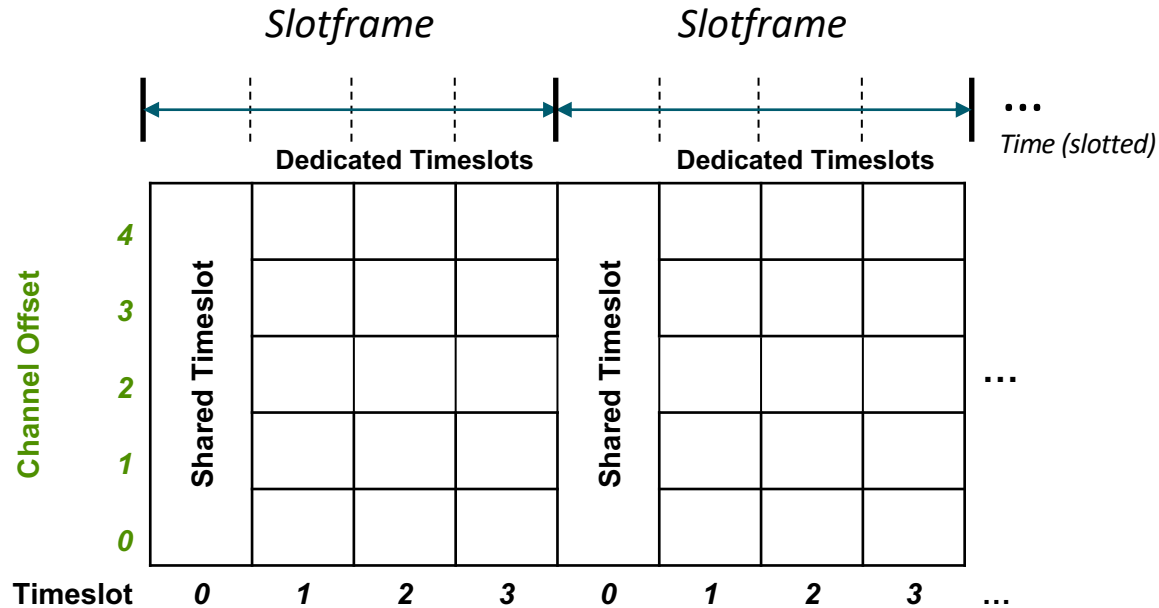 Slotframe Slotframe
...
Time (slotted)
Dedicated Timeslots Dedicated Timeslots
Channel Offset
4
3
2
1
0
Shared Timeslot
Shared Timeslot
...
Timeslot 0 1 2 3 0 1 2 3 ...